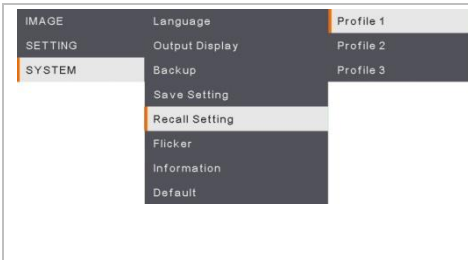 IMAGE
SETTING
SYSTEM
Language
Output Display
Backup
Save Setting
Recall Setting
Flicker
Information
Default
Profile 1
Profile 2
Profile 3